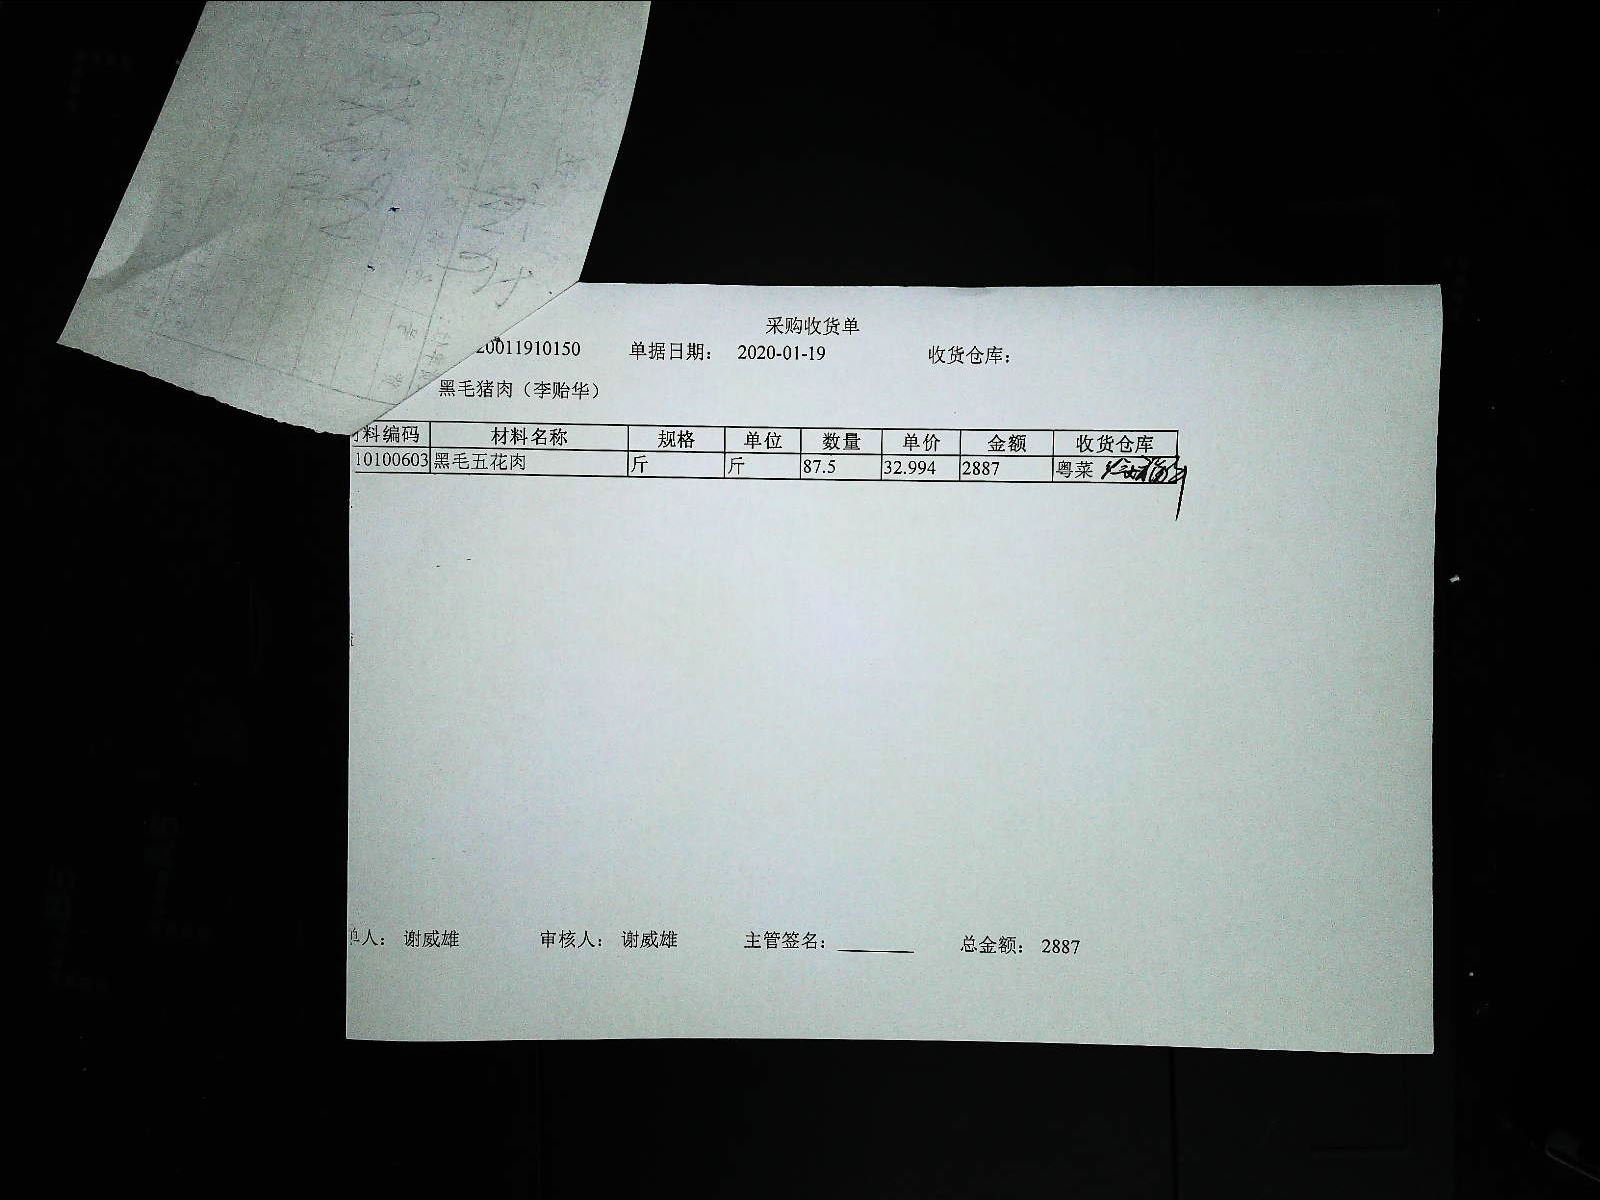 采购收货单
20011910150 单据日期： 2020-01-19 收货仓库：
黑毛猪肉（李贻华）
料编码 材料名称 规格 单位 数量 单价 金额 收货仓库
10100603 黑毛五花肉 斤 斤 87.5 32.994 2887 粤菜
单人： 谢威雄 审核人： 谢威雄 主管签名： 总金额： 2887